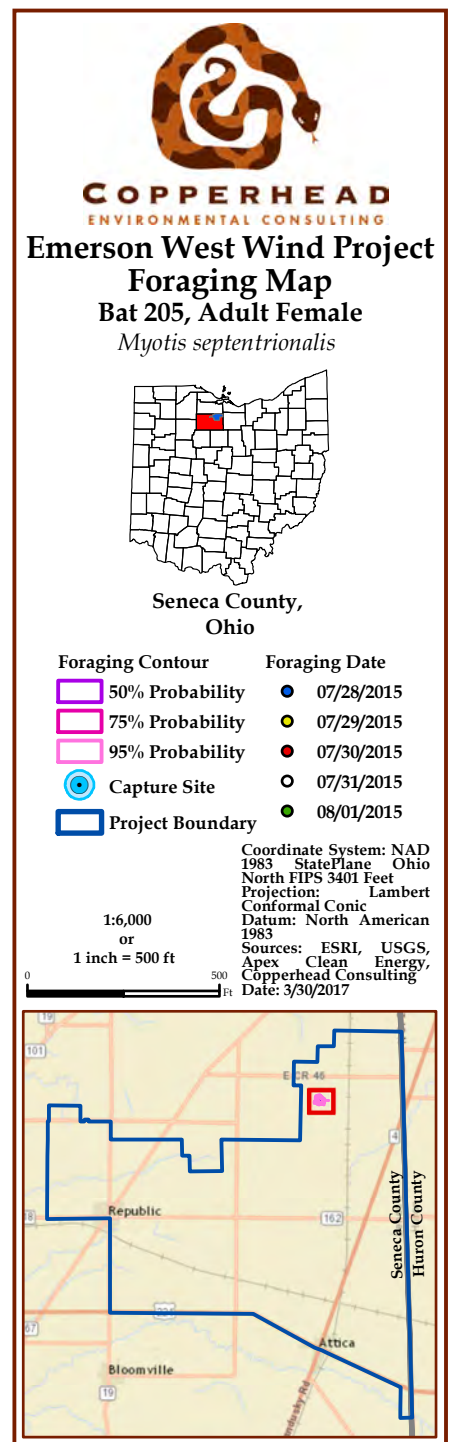 COPPERHEAD
ENVIRONMENTAL CONSULTING
Emerson West Wind Project
Foraging Map
Bat 205, Adult Female
Myotis septentrionalis
Seneca County,
Ohio
Foraging Contour
50% Probability
75% Probability
95% Probability
Capture Site
Project Boundary
Foraging Date
07/28/2015
07/29/2015
07/30/2015
07/31/2015
08/01/2015
Coordinate System: NAD
1983 StatePlane Ohio
North FIPS 3401 Feet
Projection: Lambert
Conformal Conic
Datum: North American
1983
Sources: ESRI, USGS,
Apex Clean Energy,
Copperhead Consulting
Date: 3/30/2017
1:6,000
or
1 inch = 500 ft
0 500
Ft
19
101
E CR 46
4
Republic
162
Seneca County
Huron County
Attica
Bloomville
19